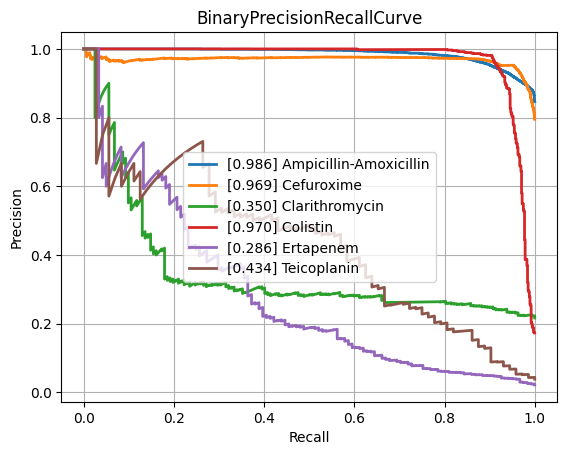 BinaryPrecisionRecallCurve
1.0
0.8
0.6
0.4
0.2
0.0
Precision
[0.986] Ampicillin-Amoxicillin
[0.969] Cefuroxime
[0.350] Clarithromycin
[0.970] Colistin
[0.286] Ertapenem
[0.434] Teicoplanin
0.0 0.2 0.4 0.6 0.8 1.0
Recall